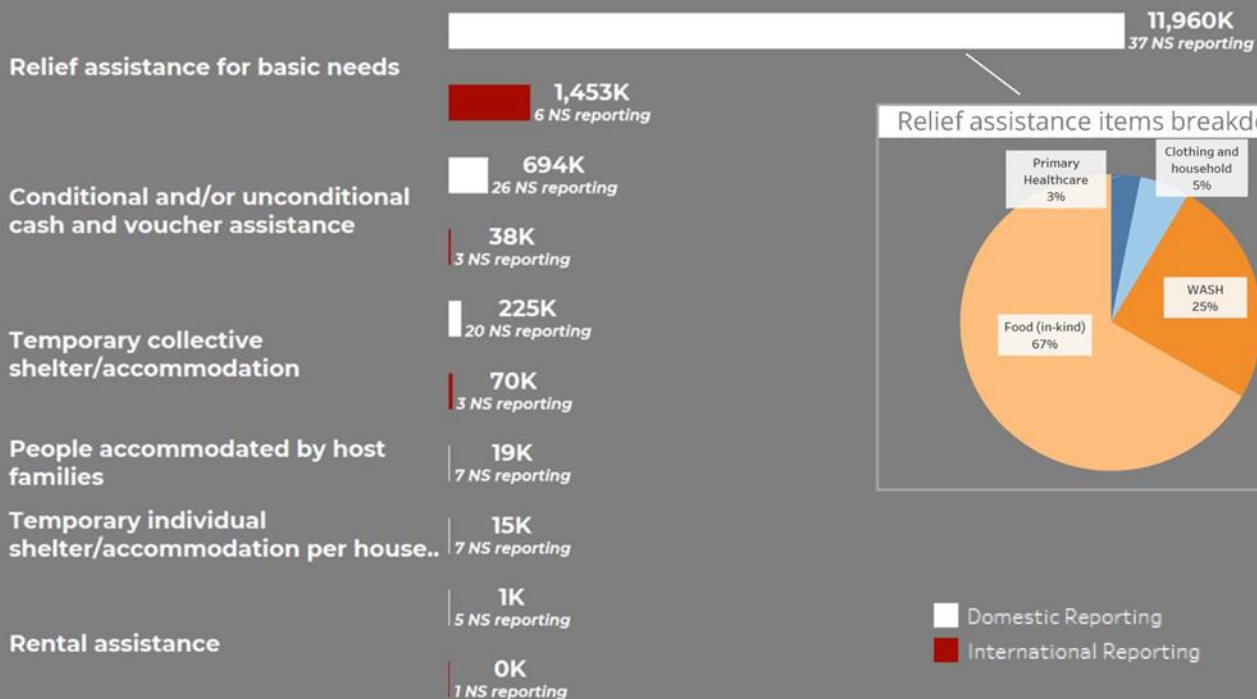 11,960K
37 NS reporting
Relief assistance for basic needs
1,453K
6 NS reporting
694K
26 NS reporting
Conditional and/or unconditional
cash and voucher assistance
38K
3 NS reporting
225K
20 NS reporting
Temporary collective
shelter/accommodation
70K
3 NS reporting
People accommodated by host
families
19K
7 NS reporting
Temporary individual
shelter/accommodation per house..
15K
7 NS reporting
1K
5 NS reporting
Rental assistance
0K
1 NS reporting
Relief assistance items
Primary
Healthcare
3%
Clothing and
household
5%
WASH
25%
Food (in-kind)
67%
Domestic Reporting
International Reporting